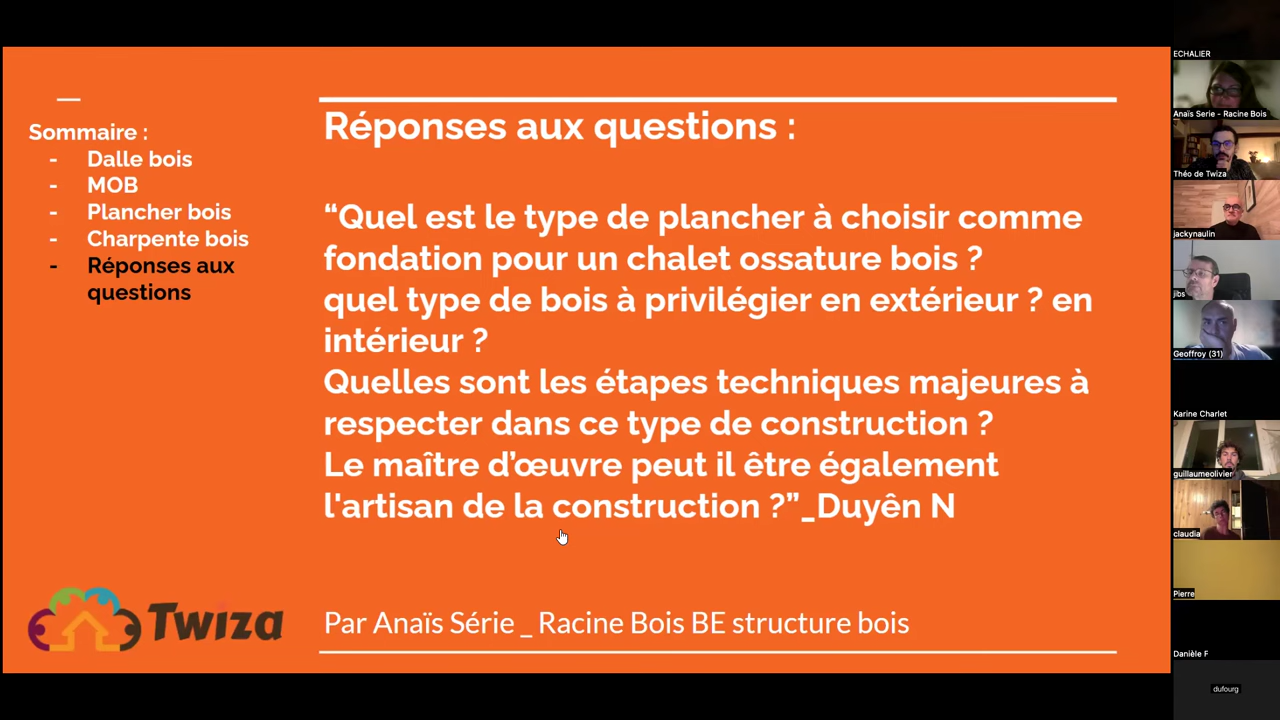 Sommaire :
- Dalle bois
- MOB
- Plancher bois
- Charpente bois
- Réponses aux
questions
Réponses aux questions :
“Quel est le type de plancher à choisir comme
fondation pour un chalet ossature bois ?
quel type de bois à privilégier en extérieur ? en
intérieur ?
Quelles sont les étapes techniques majeures à
respecter dans ce type de construction ?
Le maître d’œuvre peut il être également
l'artisan de la construction ?”_Duyên N
Twiza
Par Anaïs Série _ Racine Bois BE structure bois
ECHALIER
Anaïs Serie - Racine Bois
Théo de Twiza
jackynaulin
jibs
Geoffroy (31)
Karine Charlet
guillaumeolivier
claudia
Pierre
Danièle F
dufourg